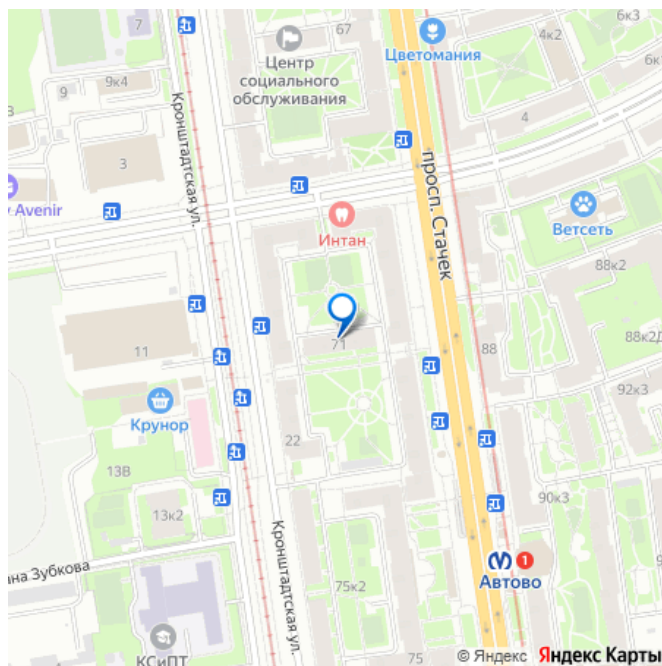 7
67
Цветомания
6к3
4к2
6к1
Центр
социального
обслуживания
9
9к4
4
Кронштадтская ул.
3
просп. Стачек
y Avenir
Интан
Ветсеть
88к2
88к2Д
71
88
11
92к3
Крунор
22
13В
90к3
13к2
ана Зубкова
Кронштадтская ул.
1
Автово
75к2
КСиПТ
75
© Яндекс Яндекс Карты